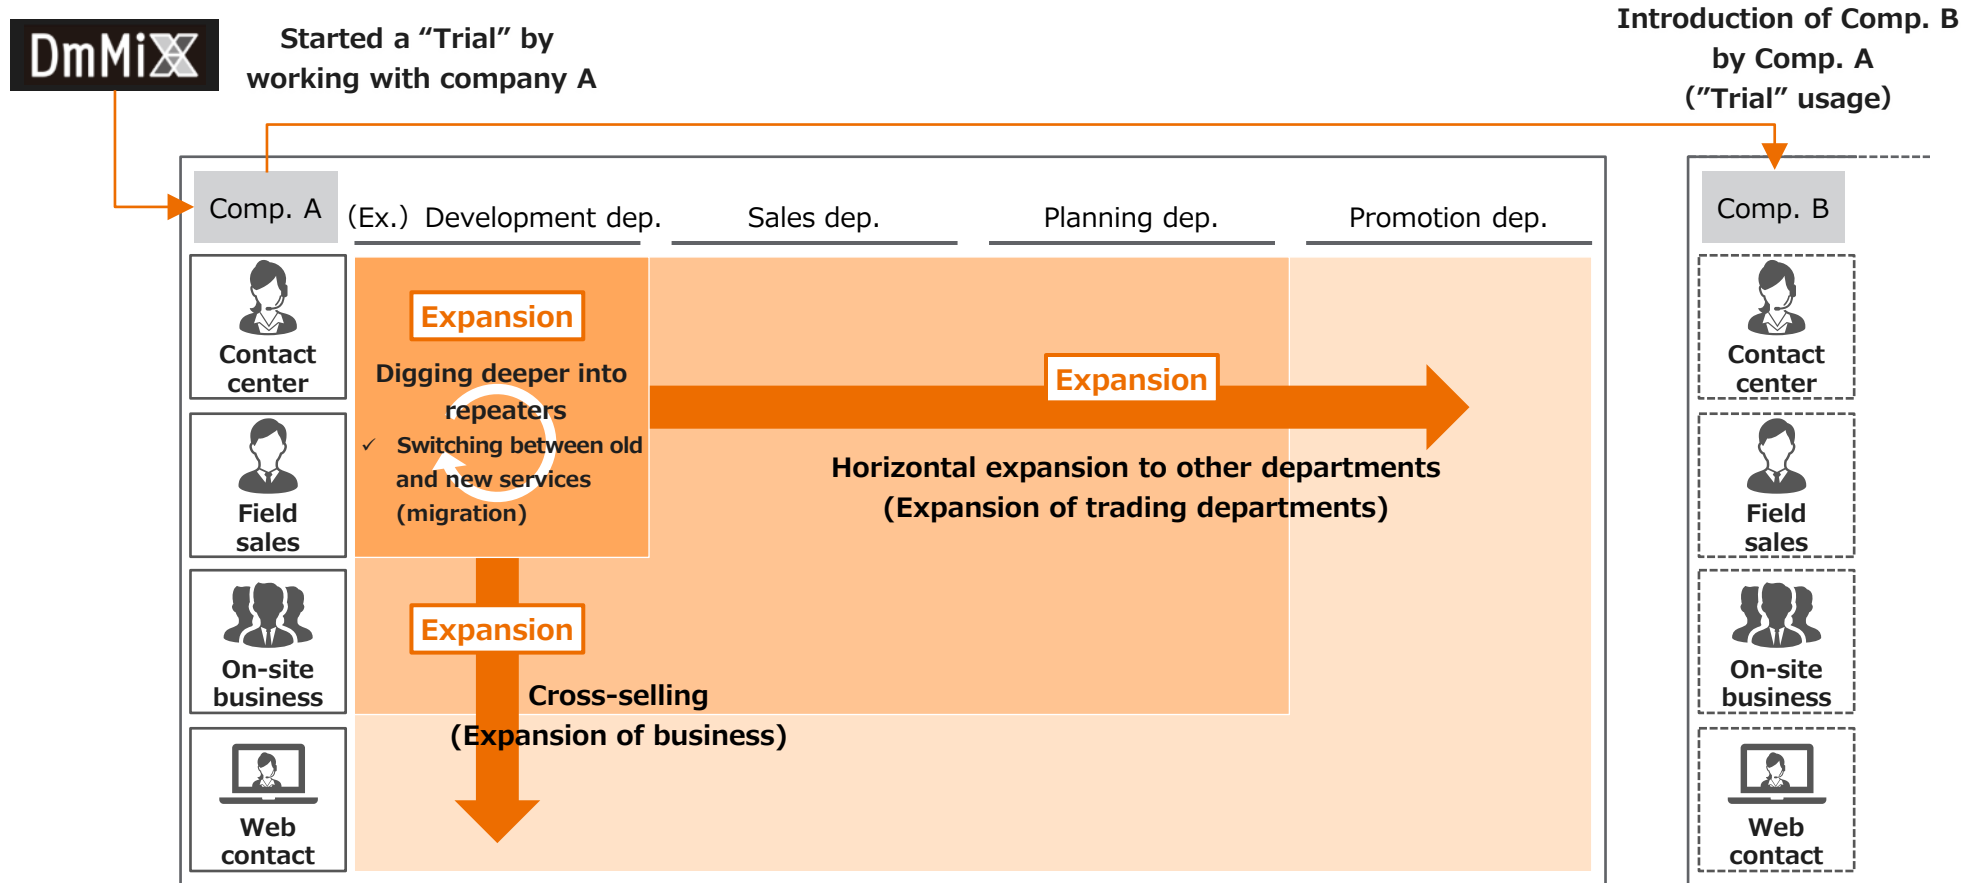 DmMiX
Started a “Trial” by
working with company A
Introduction of Comp. B
by Comp. A
(”Trial” usage)
Comp. A
(Ex.) Development dep.
Sales dep.
Planning dep.
Promotion dep.
Comp. B
Contact
center
Field
sales
On-site
business
Web
contact
Expansion
Digging deeper into
repeaters
✓ Switching between old
and new services
(migration)
Expansion
Horizontal expansion to other departments
(Expansion of trading departments)
Expansion
Cross-selling
(Expansion of business)
Contact
center
Field
sales
On-site
business
Web
contact